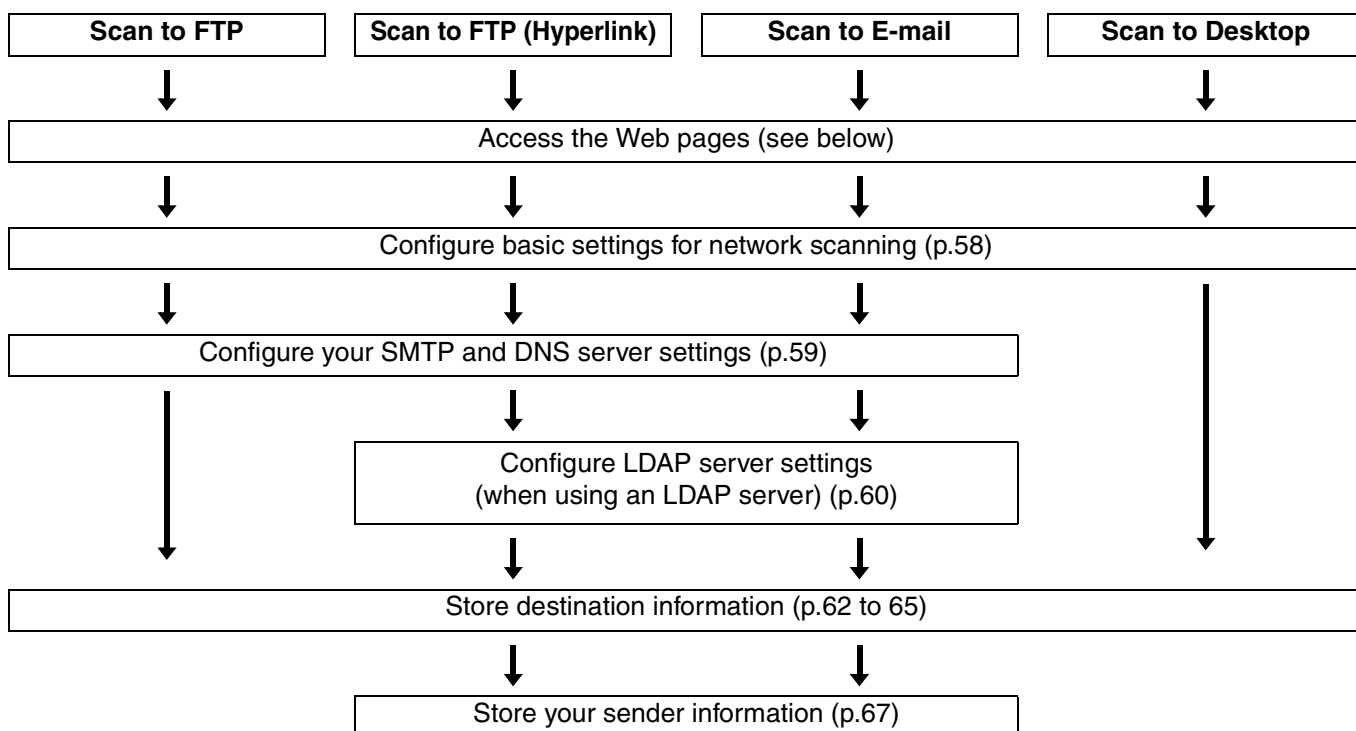 Scan to FTP
Scan to FTP (Hyperlink)
Scan to E-mail
Scan to Desktop
Access the Web pages (see below)
Configure basic settings for network scanning (p.58)
Configure your SMTP and DNS server settings (p.59)
Configure LDAP server settings
(when using an LDAP server) (p.60)
Store destination information (p.62 to 65)
Store your sender information (p.67)